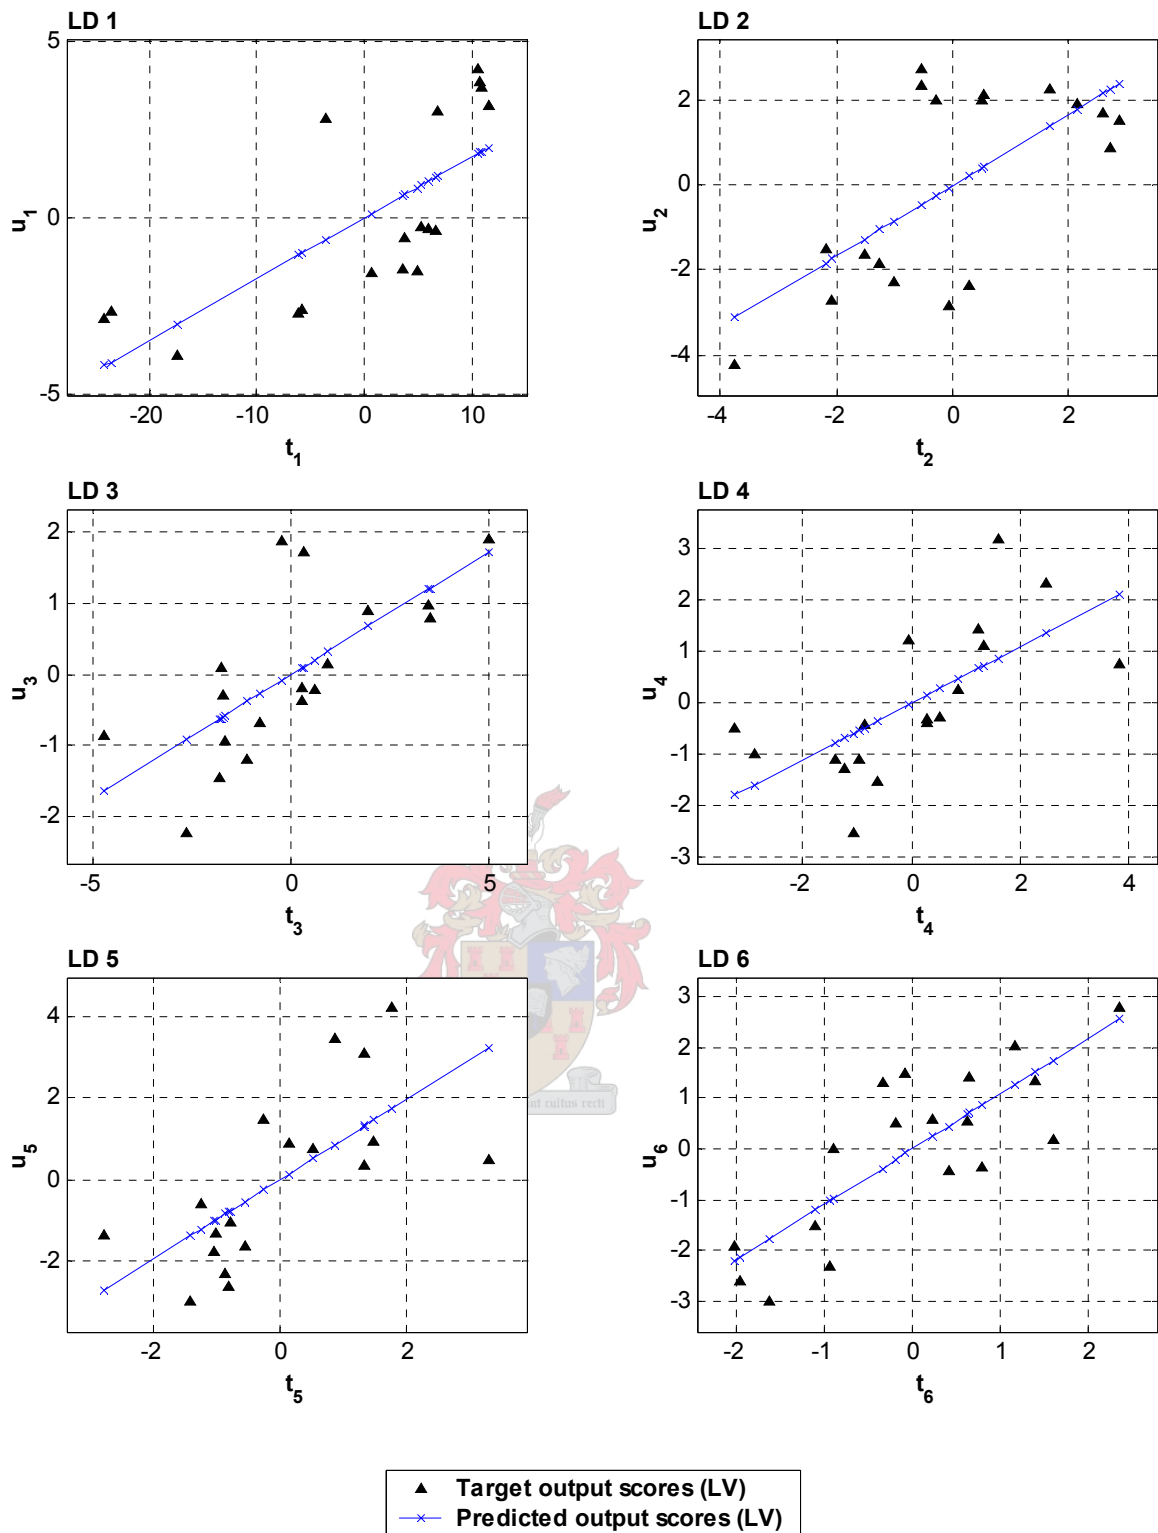 LD 1
LD 2
5
0
-5
u1
-20 -10 0 10
t1
2
0
-2
-4
u2
-4 -2 0 2
t2
LD 3
LD 4
2
1
0
-1
-2
u3
-5 0 5
t3
3
2
1
0
-1
-2
-3
u4
-2 0 2 4
t4
LD 5
LD 6
4
2
0
-2
u5
-2 0 2
t5
3
2
1
0
-1
-2
-3
u6
-2 -1 0 1 2
t6
cultus recti
Target output scores (LV)
Predicted output scores (LV)